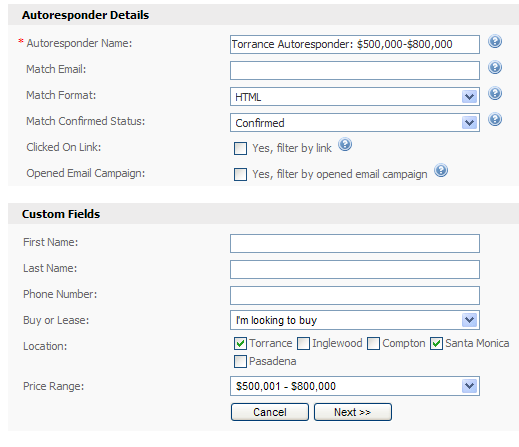 Autoresponder Details
* Autoresponder Name: Torrance Autoresponder: $500,000-$800,000 ?
Match Email: ?
Match Format: HTML ?
Match Confirmed Status: Confirmed ?
Clicked On Link: Yes, filter by link ?
Opened Email Campaign: Yes, filter by opened email campaign ?
Custom Fields
First Name:
Last Name:
Phone Number:
Buy or Lease: I'm looking to buy
Location: Torrance Inglewood Compton Santa Monica
Pasadena
Price Range: $500,001 - $800,000
Cancel Next >>